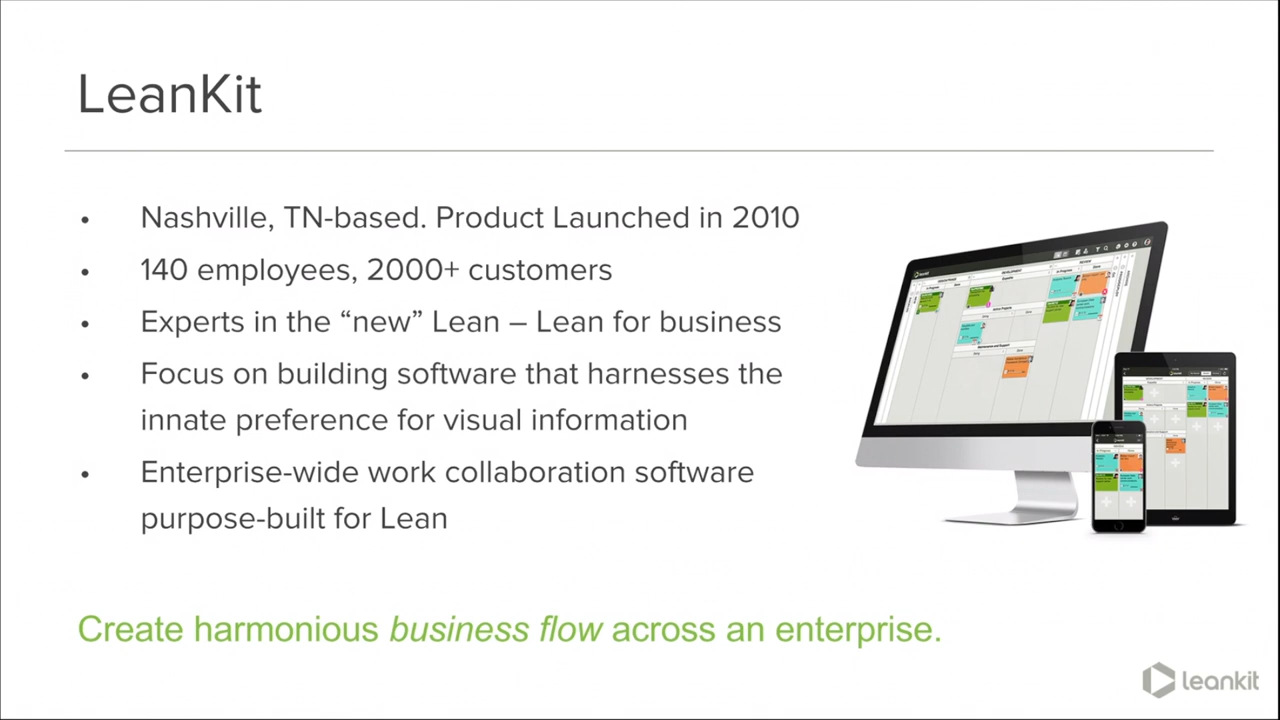 LeanKit
• Nashville, TN-based. Product Launched in 2010
• 140 employees, 2000+ customers
• Experts in the “new” Lean – Lean for business
• Focus on building software that harnesses the
innate preference for visual information
• Enterprise-wide work collaboration software
purpose-built for Lean
Create harmonious business flow across an enterprise.
leankit